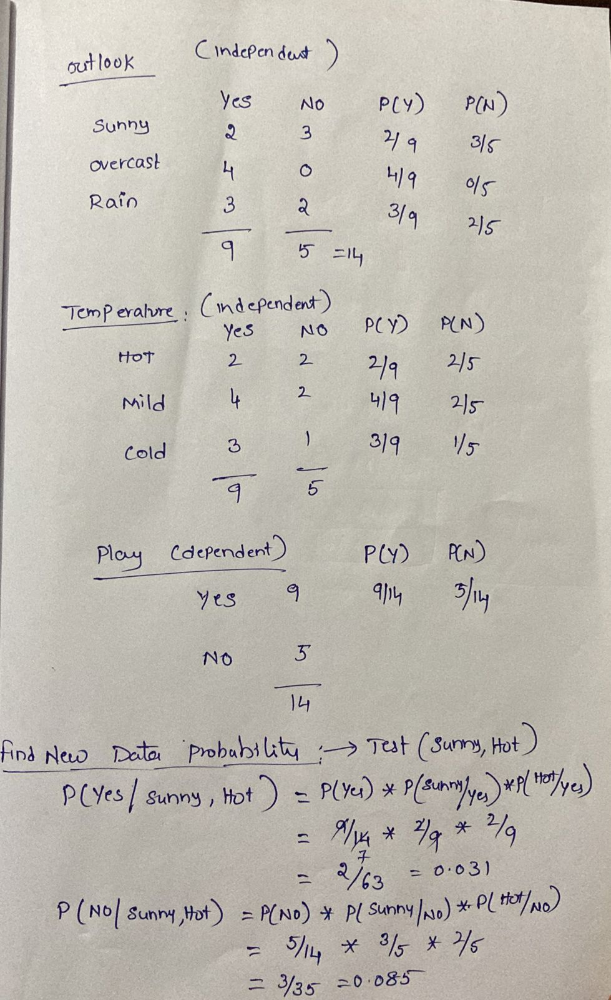 outlook (independent)
Yes NO P(Y) P(N)
Sunny 2 3 2/9 3/5
overcast 4 0 4/9 0/5
Rain 3 2 3/9 2/5
9 5 =14
Temperature : (independent)
Yes NO P(Y) P(N)
HOT 2 2 2/9 2/5
Mild 4 2 4/9 2/5
Cold 3 1 3/9 1/5
9 5
Play (dependent) P(Y) P(N)
Yes 9 9/14 5/14
NO 5
14
find New Data probability : → Test (Sunny, Hot)
P(Yes/ Sunny, Hot) = P(Yes) * P(Sunny/yes) * P(Hot/yes)
= 9/14 * 2/9 * 2/9
7
= 2/63 = 0.031
P(NO/ Sunny, Hot) = P(NO) * P(Sunny/NO) * P(Hot/NO)
= 5/14 * 3/5 * 2/5
= 3/35 = 0.085